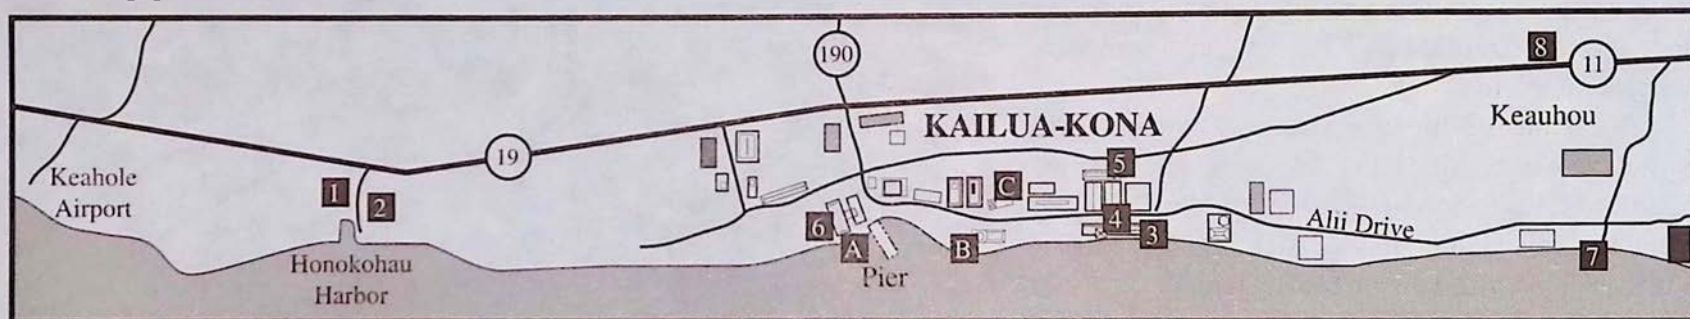 190
8
11
KAILUA-KONA
Keauhou
19
5
Keahole
Airport
1
2
C
6
A
B
4
3
Alii Drive
7
Honokohau
Harbor
Pier